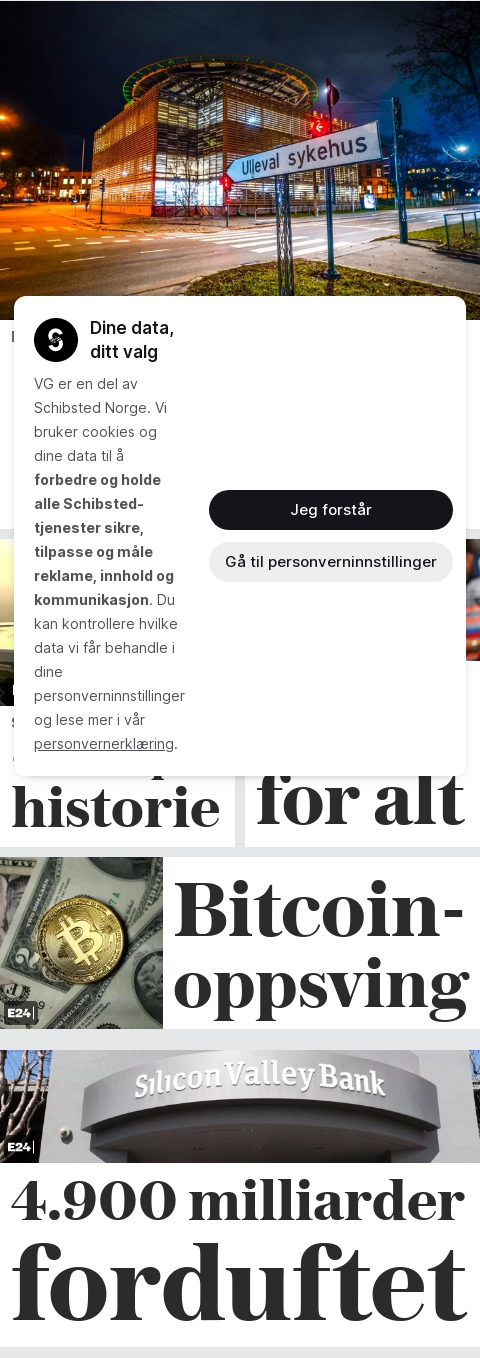 Ullevål sykehus
Dine data,
ditt valg
VG er en del av
Schibsted Norge. Vi
bruker cookies og
dine data til å
forbedre og holde
alle Schibsted-
tjenester sikre,
tilpasse og måle
reklame, innhold og
kommunikasjon. Du
kan kontrollere hvilke
data vi får behandle i
dine
personverninnstillinger
og lese mer i vår
personvernerklæring.
Jeg forstår
Gå til personverninnstillinger
historie
for alt
Bitcoin-
oppsving
E24
Silicon Valley Bank
E24
4.900 milliarder
forduftet